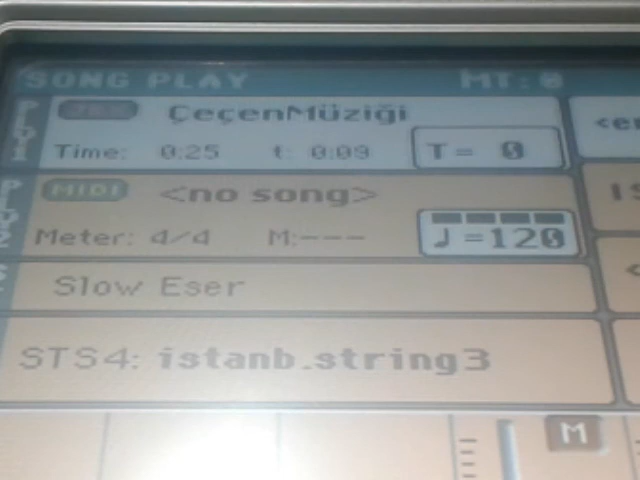 SONG PLAY MT: 0
ÇeçenMüziği
Time: 0:25 t: 0:09 T= 0
MIDI <no song>
Meter: 4/4 M:--- ♩=120
Slow Eser
STS4: istanb.string3
M